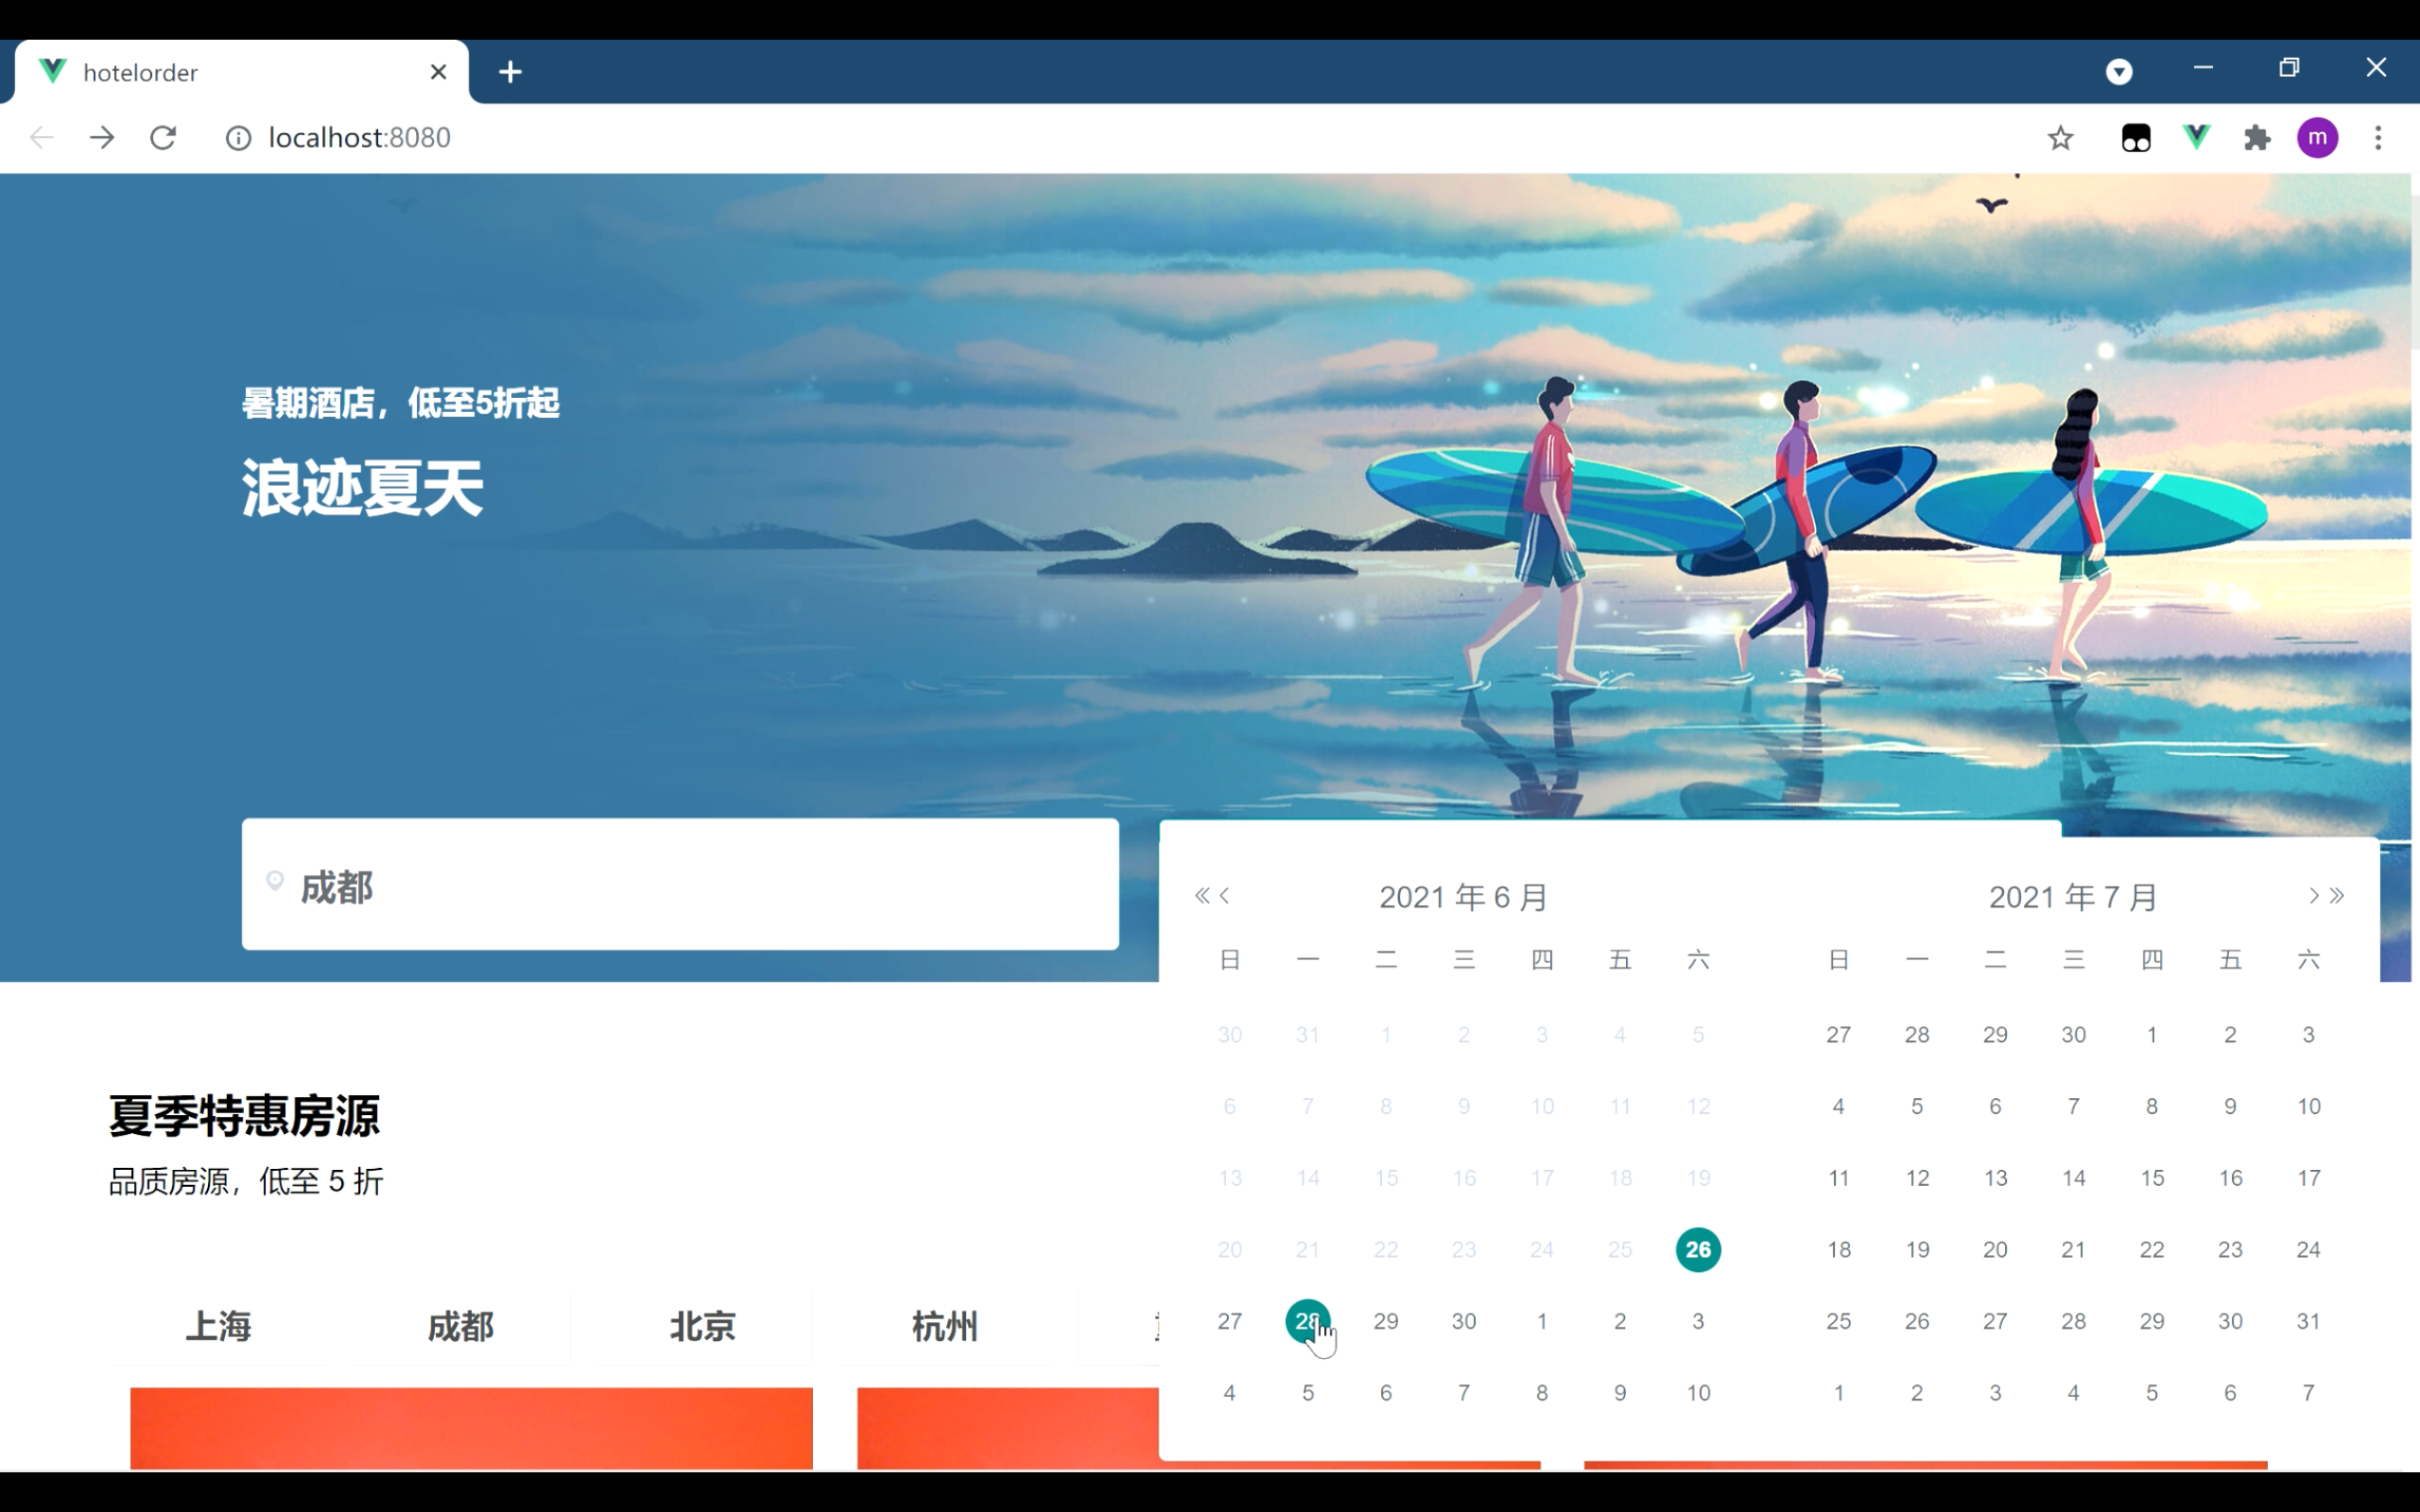 hotelorder
localhost:8080
m
暑期酒店，低至5折起
浪迹夏天
成都
2021 年 6 月
日 一 二 三 四 五 六
30 31 1 2 3 4 5
6 7 8 9 10 11 12
13 14 15 16 17 18 19
20 21 22 23 24 25 26
27 28 29 30 1 2 3
4 5 6 7 8 9 10
2021 年 7 月
日 一 二 三 四 五 六
27 28 29 30 1 2 3
4 5 6 7 8 9 10
11 12 13 14 15 16 17
18 19 20 21 22 23 24
25 26 27 28 29 30 31
1 2 3 4 5 6 7
夏季特惠房源
品质房源，低至 5 折
上海 成都 北京 杭州